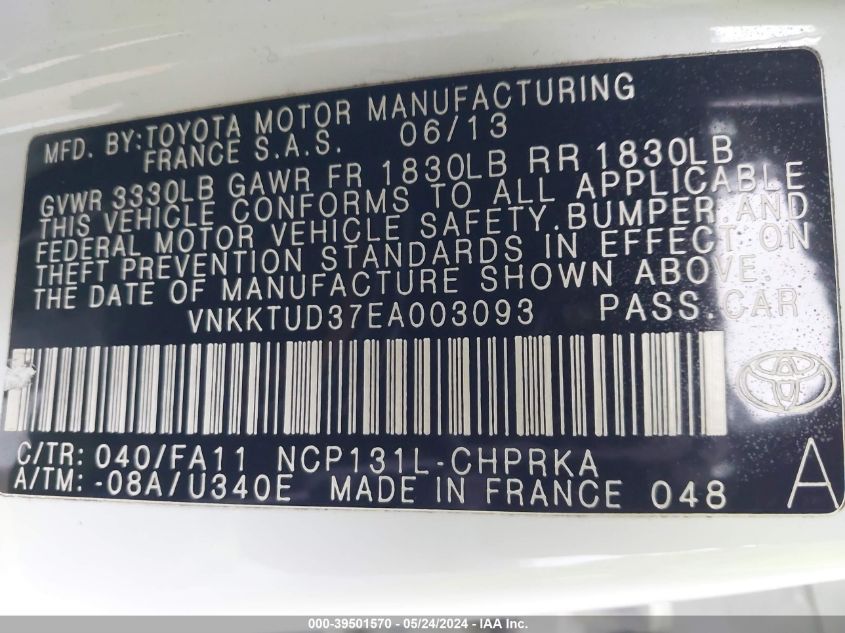 MFD. BY:TOYOTA MOTOR MANUFACTURING
FRANCE S.A.S. 06/13
GVWR 3330LB GAWR FR 1830LB RR 1830LB
THIS VEHICLE CONFORMS TO ALL APPLICABLE
FEDERAL MOTOR VEHICLE SAFETY,BUMPER,AND
THEFT PREVENTION STANDARDS IN EFFECT ON
THE DATE OF MANUFACTURE SHOWN ABOVE.
VNKKTUD37EA003093 PASS.CAR
C/TR: 040/FA11 NCP131L-CHPRKA
A/TM: -08A/U340E MADE IN FRANCE 048 A
000-39501570 - 05/24/2024 - IAA Inc.